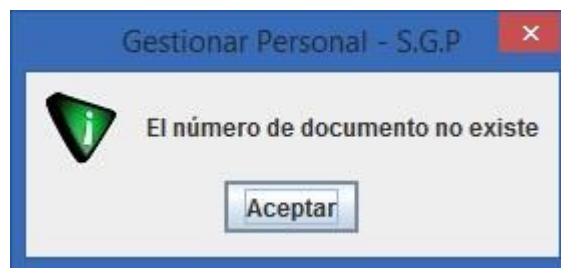 Gestionar Personal - S.G.P
El número de documento no existe
Aceptar